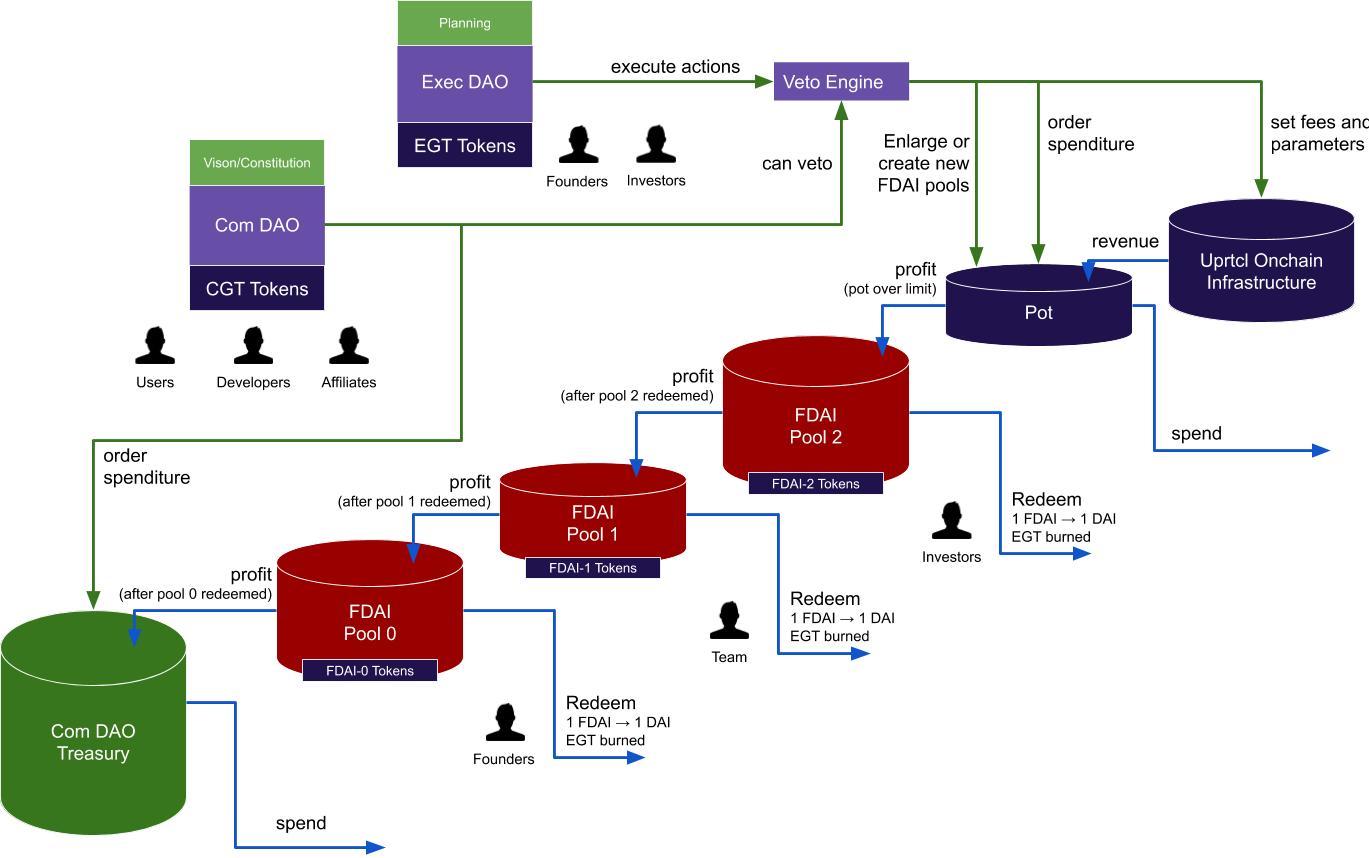 Planning
Exec DAO
EGT Tokens
Founders
Investors
execute actions
Veto Engine
can veto
Enlarge or
create new
FDAI pools
order
spenditure
set fees and
parameters
Vison/Constitution
Com DAO
CGT Tokens
Users
Developers
Affiliates
revenue
Uprtcl Onchain
Infrastructure
profit
(pot over limit)
Pot
spend
profit
(after pool 2 redeemed)
FDAI
Pool 2
FDAI-2 Tokens
Investors
Redeem
1 FDAI → 1 DAI
EGT burned
profit
(after pool 1 redeemed)
FDAI
Pool 1
FDAI-1 Tokens
Team
Redeem
1 FDAI → 1 DAI
EGT burned
order
spenditure
profit
(after pool 0 redeemed)
FDAI
Pool 0
FDAI-0 Tokens
Founders
Redeem
1 FDAI → 1 DAI
EGT burned
Com DAO
Treasury
spend